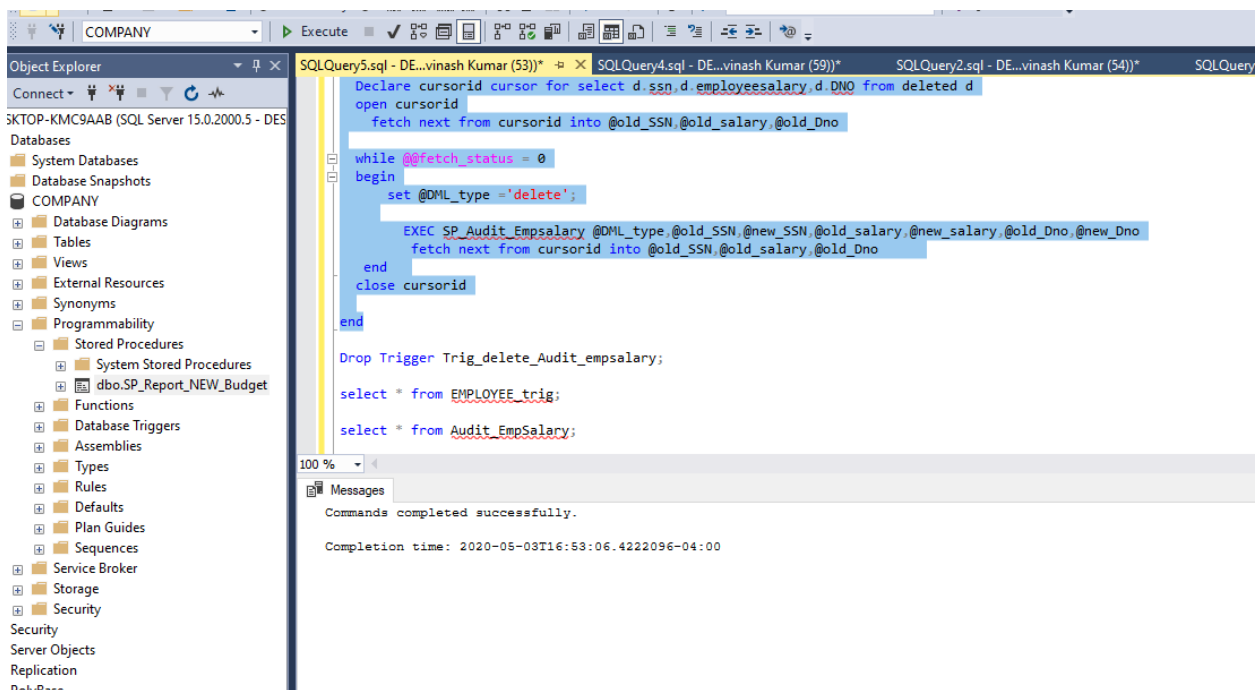 COMPANY
Execute
Object Explorer
Connect
SKTOP-KMC9AAB (SQL Server 15.0.2000.5 - DES
Databases
System Databases
Database Snapshots
COMPANY
Database Diagrams
Tables
Views
External Resources
Synonyms
Programmability
Stored Procedures
System Stored Procedures
dbo.SP_Report_NEW_Budget
Functions
Database Triggers
Assemblies
Types
Rules
Defaults
Plan Guides
Sequences
Service Broker
Storage
Security
Security
Server Objects
Replication
PolyBase
SQLQuery5.sql - DE...vinash Kumar (53))* SQLQuery4.sql - DE...vinash Kumar (59))* SQLQuery2.sql - DE...vinash Kumar (54))* SQLQuery
Declare cursorid cursor for select d.ssn,d.employeesalary,d.DNO from deleted d
open cursorid
fetch next from cursorid into @old_SSN,@old_salary,@old_Dno
while @@fetch_status = 0
begin
set @DML_type ='delete';
EXEC SP_Audit_Empsalary @DML_type,@old_SSN,@new_SSN,@old_salary,@new_salary,@old_Dno,@new_Dno
fetch next from cursorid into @old_SSN,@old_salary,@old_Dno
end
close cursorid
end
Drop Trigger Trig_delete_Audit_empsalary;
select * from EMPLOYEE_trig;
select * from Audit_EmpSalary;
100 %
Messages
Commands completed successfully.
Completion time: 2020-05-03T16:53:06.4222096-04:00